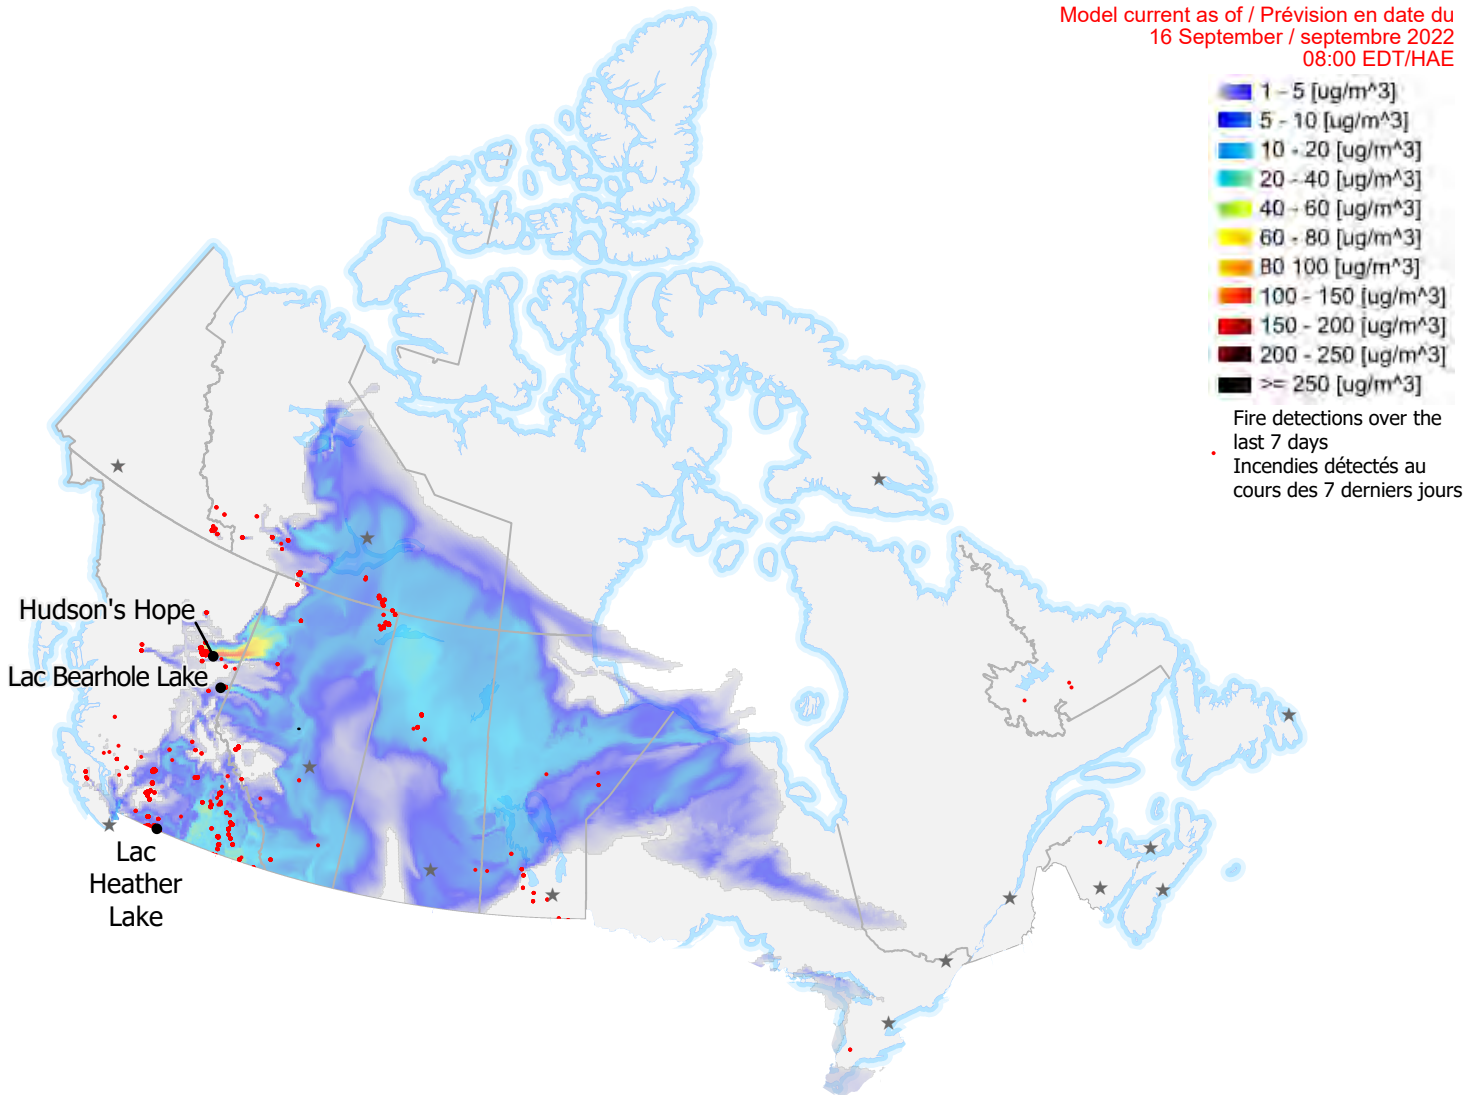 Model current as of / Prévision en date du
16 September / septembre 2022
08:00 EDT/HAE
1 - 5 [ug/m^3]
5 - 10 [ug/m^3]
10 - 20 [ug/m^3]
20 - 40 [ug/m^3]
40 - 60 [ug/m^3]
60 - 80 [ug/m^3]
80 100 [ug/m^3]
100 - 150 [ug/m^3]
150 - 200 [ug/m^3]
200 - 250 [ug/m^3]
>= 250 [ug/m^3]
Fire detections over the
last 7 days
Incendies détectés au
cours des 7 derniers jours
Hudson's Hope
Lac Bearhole Lake
Lac
Heather
Lake